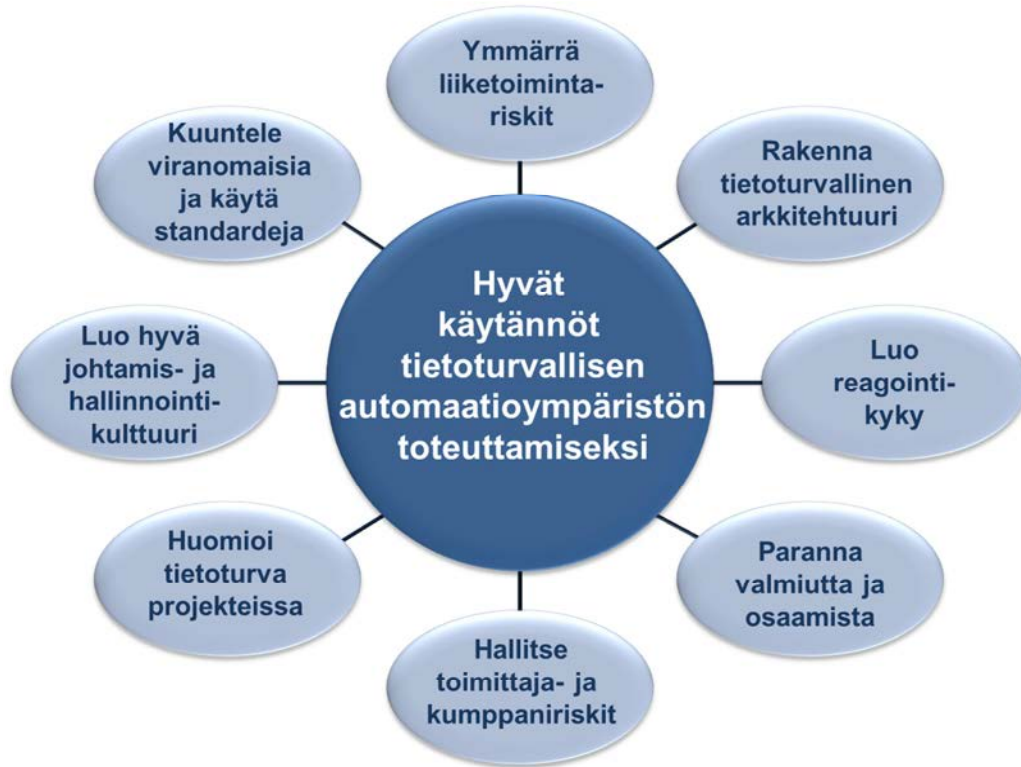 Ymmärrä
liiketoiminta-
riskit
Rakenna
tietoturvallinen
arkkitehtuuri
Luo
reagointi-
kyky
Paranna
valmiutta ja
osaamista
Hallitse
toimittaja- ja
kumppaniriskit
Huomioi
tietoturva
projekteissa
Luo hyvä
johtamis- ja
hallinnointi-
kulttuuri
Kuuntele
viranomaisia
ja käytä
standardeja
Hyvät
käytännöt
tietoturvallisen
automaatioympäristön
toteuttamiseksi